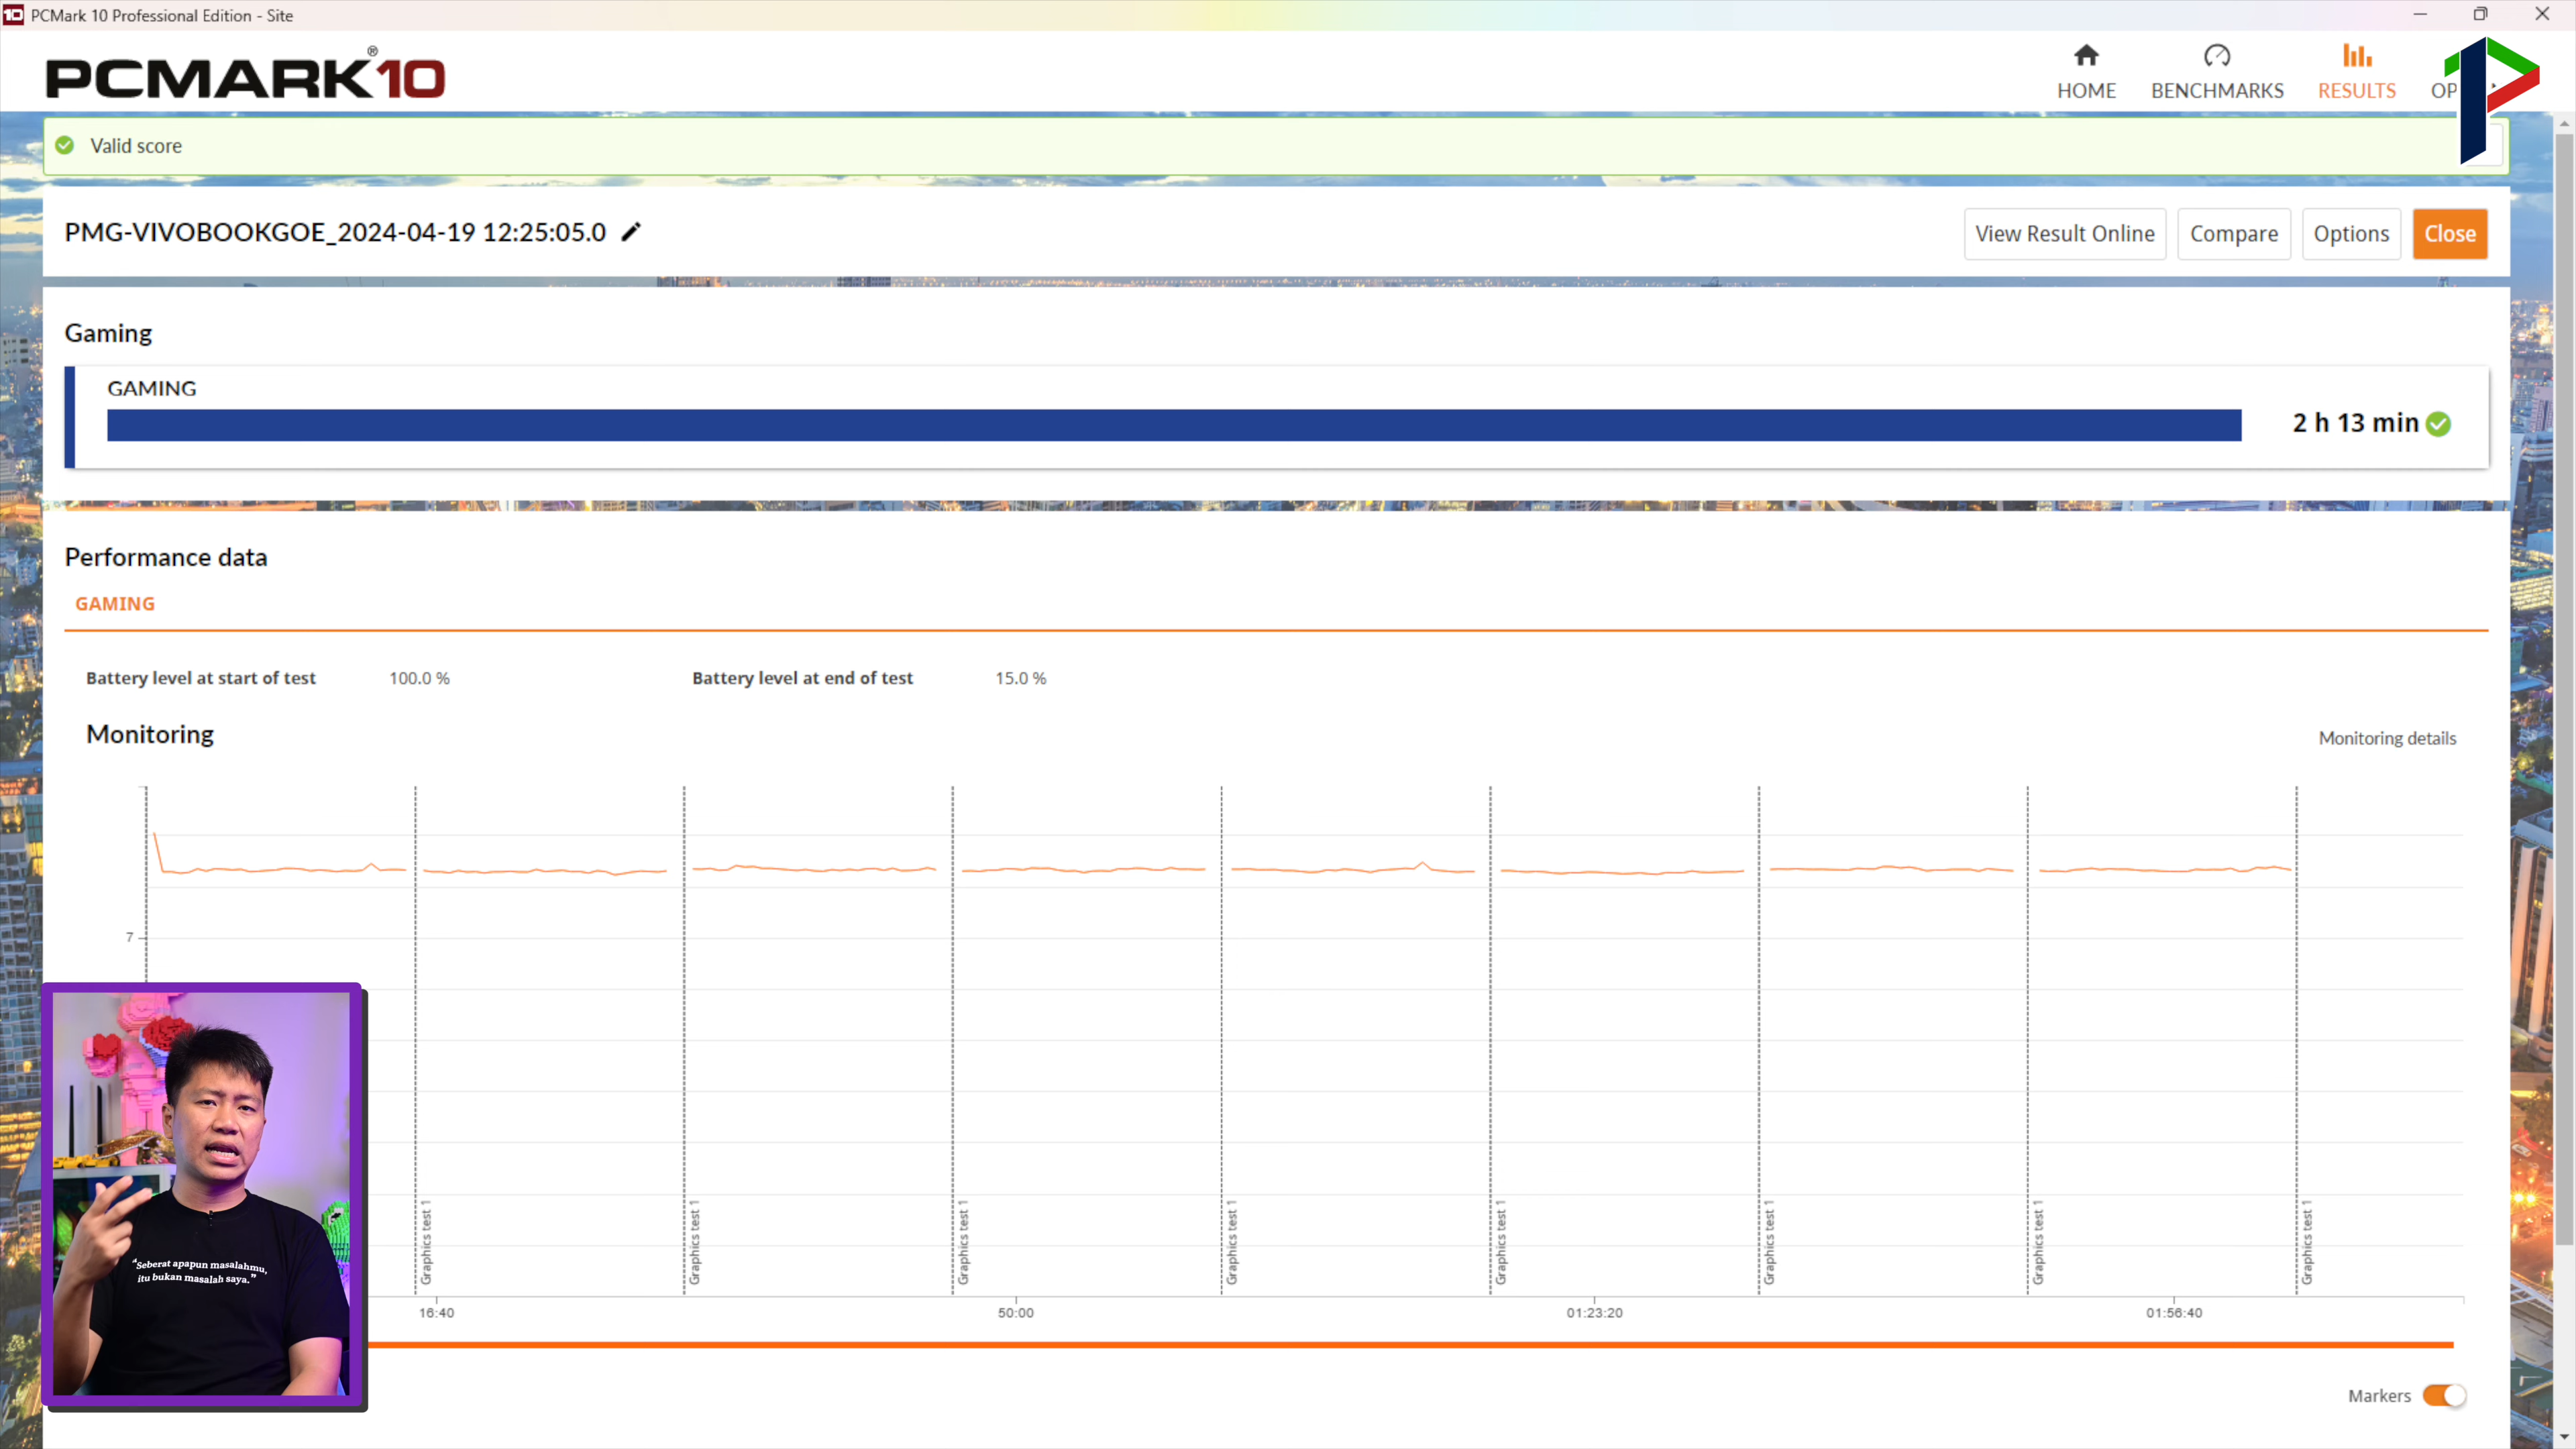 PCMark 10 Professional Edition - Site
PCMARK®10
HOME
BENCHMARKS
RESULTS
Valid score
PMG-VIVOBOOKGOE_2024-04-19 12:25:05.0
View Result Online
Compare
Options
Close
Gaming
GAMING
2 h 13 min
Performance data
GAMING
Battery level at start of test 100.0 %
Battery level at end of test 15.0 %
Monitoring
Monitoring details
7
Graphics test 1
Graphics test 1
Graphics test 1
Graphics test 1
Graphics test 1
Graphics test 1
Graphics test 1
Graphics test 1
16:40
50:00
01:23:20
01:56:40
Markers
"Seberat apapun masalahmu,
itu bukan masalah saya."